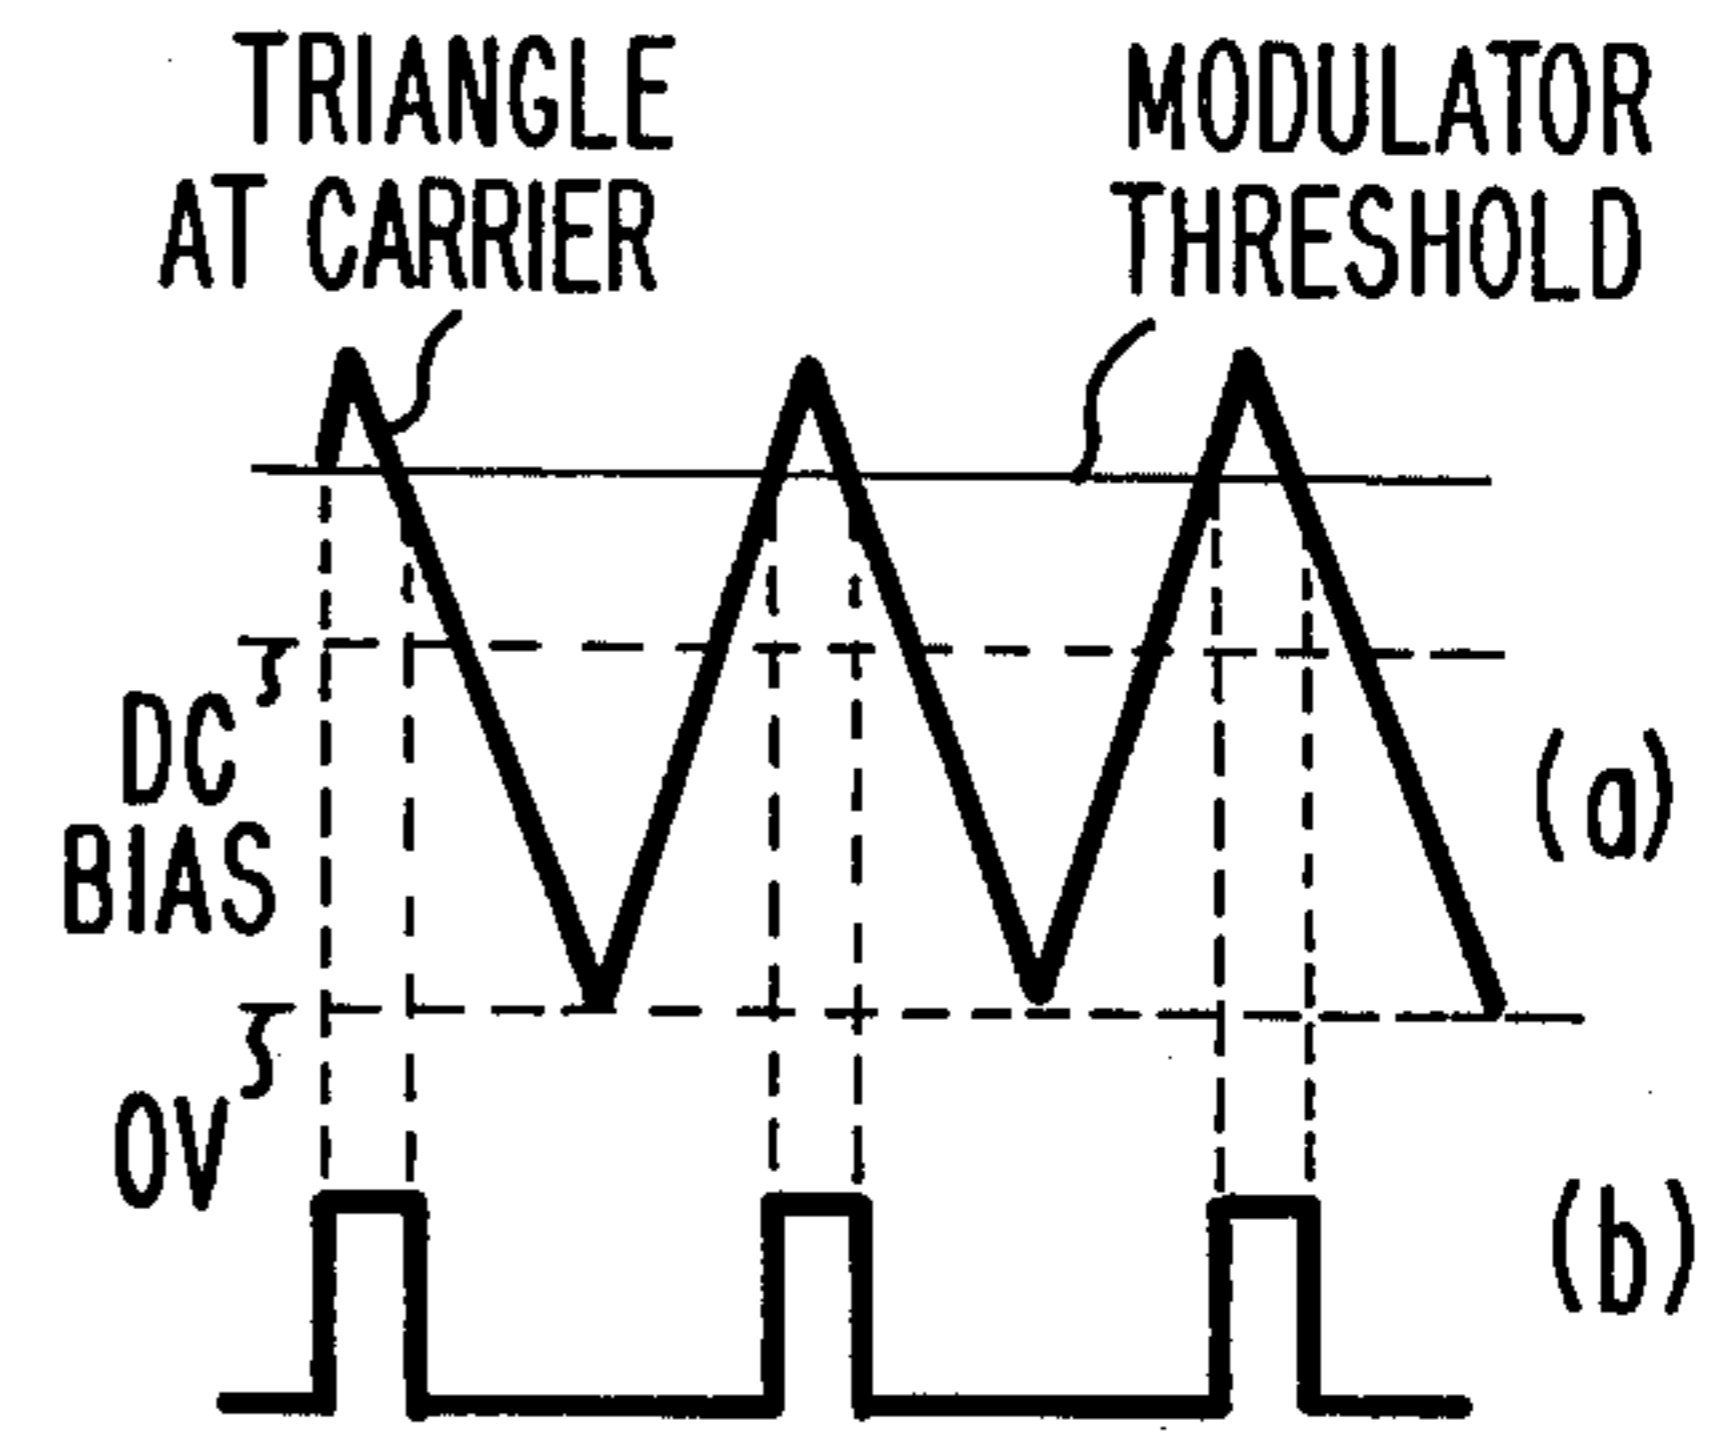 TRIANGLE
AT CARRIER
MODULATOR
THRESHOLD
DC
BIAS
(a)
0V
(b)